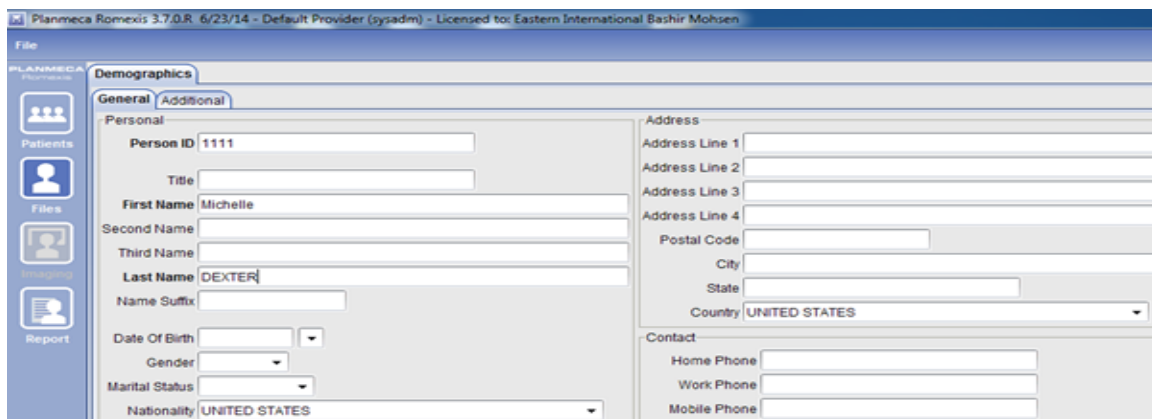 Planmeca Romexis 3.7.0.R 6/23/14 - Default Provider (sysadm) - Licensed to: Eastern International Bashir Mohsen
File
PLANMECA
Romexis
Patients
Files
Imaging
Report
Demographics
General Additional
Personal
Person ID 1111
Title
First Name Michelle
Second Name
Third Name
Last Name DEXTER
Name Suffix
Date Of Birth
Gender
Marital Status
Nationality UNITED STATES
Address
Address Line 1
Address Line 2
Address Line 3
Address Line 4
Postal Code
City
State
Country UNITED STATES
Contact
Home Phone
Work Phone
Mobile Phone